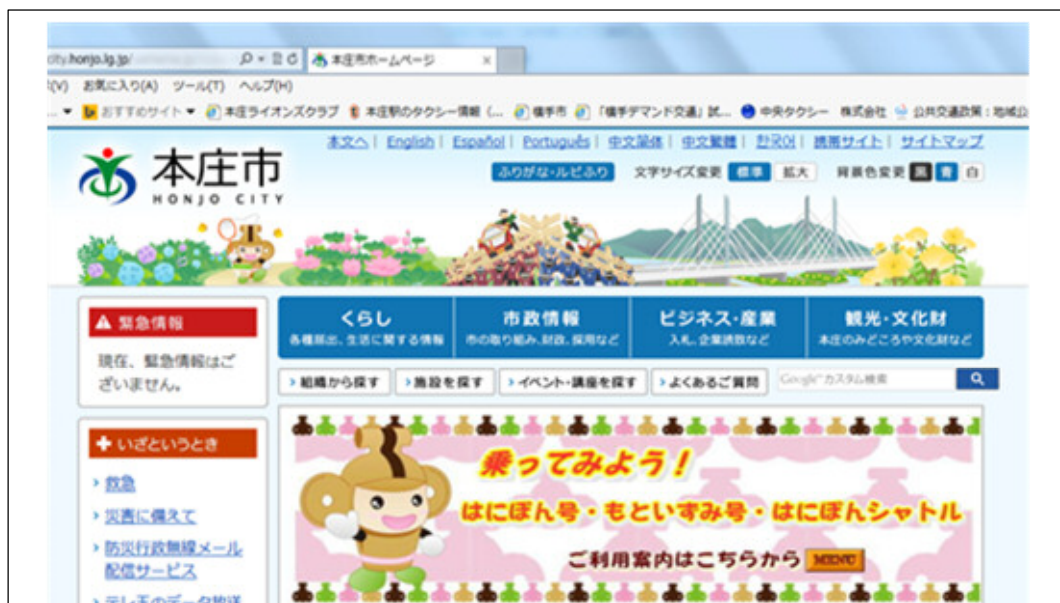 city.honjo.lg.jp/
本庄市ホームページ
(V) お気に入り(A) ツール(T) ヘルプ(H)
おすすめサイト 本庄ライオンズクラブ 本庄駅のタクシー情報 (... 横手市 「横手デマンド交通」試... 中央タクシー 株式会社 公共交通政策:地域公
本文へ English Español Português 中文简体 中文繁體 한국어 携帯サイト サイトマップ
本庄市
HONJO CITY
ふりがな・ルビふり 文字サイズ変更 標準 拡大 背景色変更 黒 青 白
緊急情報
現在、緊急情報はご
ざいません。
くらし 市政情報 ビジネス・産業 観光・文化財
各種届出、生活に関する情報 市の取り組み、財政、採用など 入札、企業誘致など 本庄のみどころや文化財など
組織から探す 施設を探す イベント・講座を探す よくあるご質問 Google カスタム検索
いざというとき
救急
災害に備えて
防災行政無線メール
配信サービス
テレ玉のデータ放送
乗ってみよう!
はにぽん号・もといずみ号・はにぽんシャトル
ご利用案内はこちらから MENU